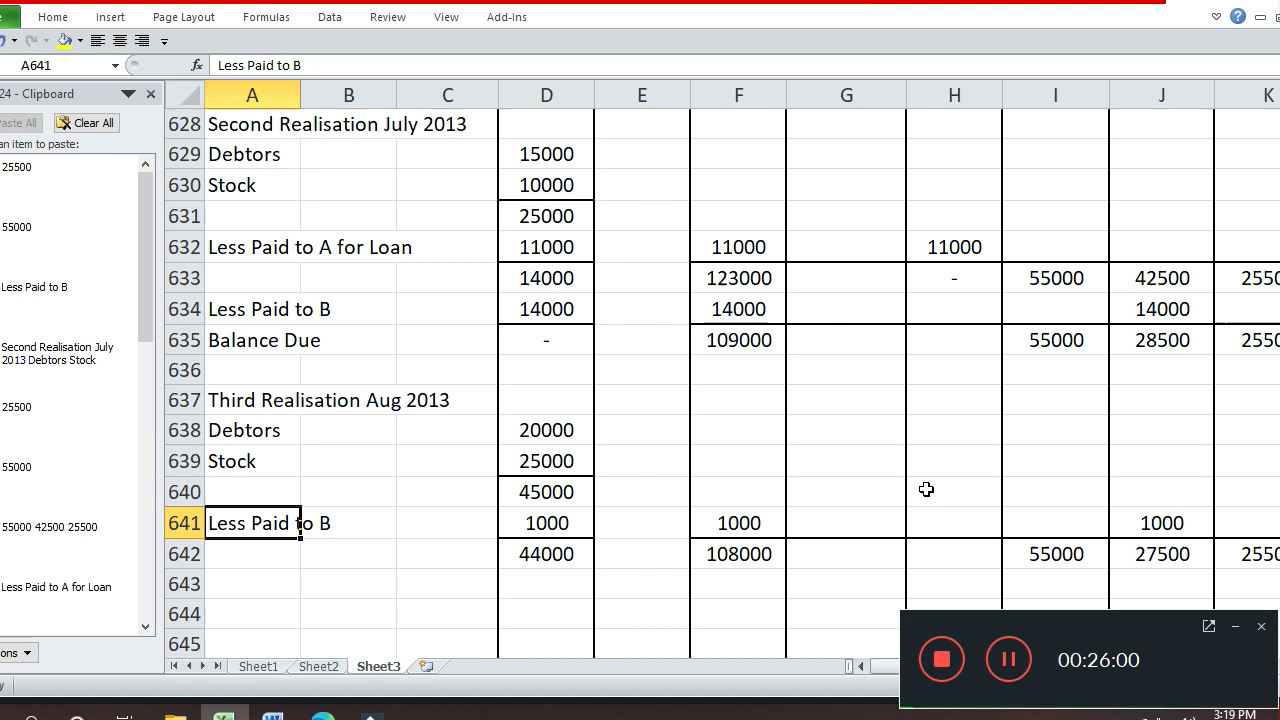 Home Insert Page Layout Formulas Data Review View Add-Ins
A641 fx Less Paid to B
24 - Clipboard
Paste All Clear All
an item to paste:
25500
55000
Less Paid to B
Second Realisation July
2013 Debtors Stock
25500
55000
55000 42500 25500
Less Paid to A for Loan
A B C D E F G H I J K
628 Second Realisation July 2013
629 Debtors 15000
630 Stock 10000
631 25000
632 Less Paid to A for Loan 11000 11000 11000
633 14000 123000 - 55000 42500 2550
634 Less Paid to B 14000 14000 14000
635 Balance Due - 109000 55000 28500 2550
636
637 Third Realisation Aug 2013
638 Debtors 20000
639 Stock 25000
640 45000
641 Less Paid to B 1000 1000 1000
642 44000 108000 55000 27500 2550
643
644
645
00:26:00
Sheet1 Sheet2 Sheet3
3:19 PM